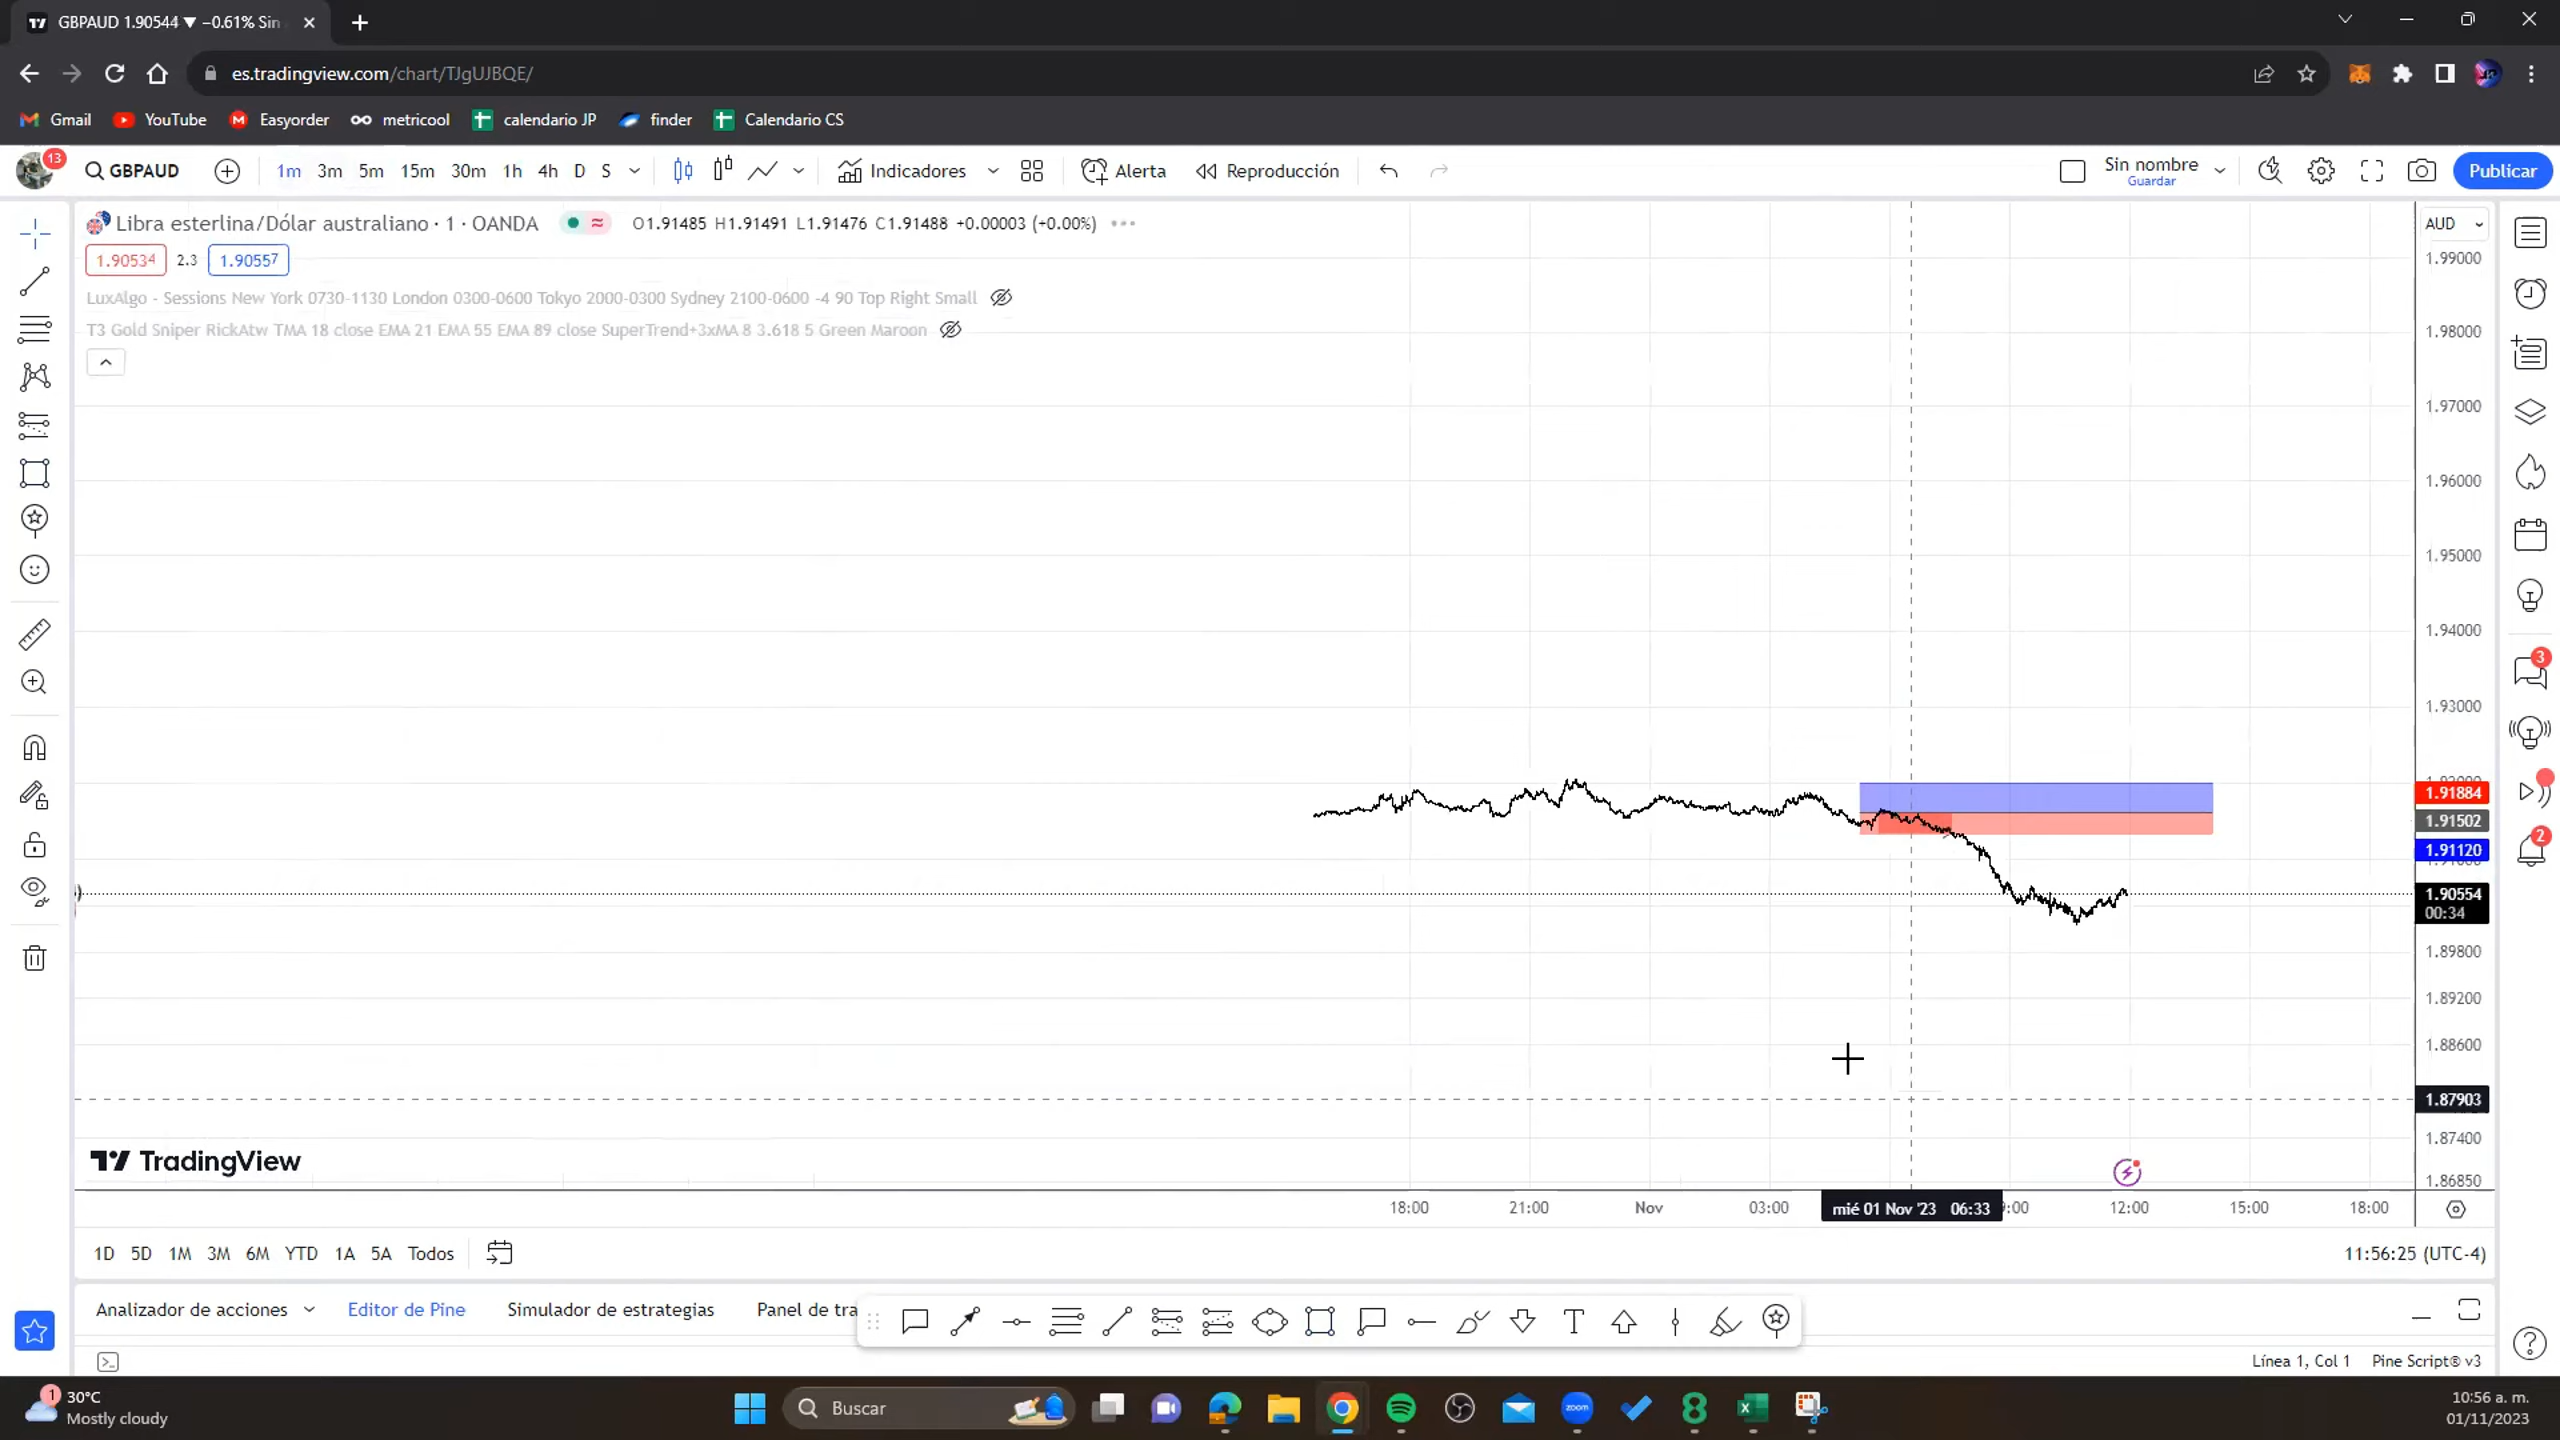 GBPAUD 1.90544 ▼ −0.61% Sin
es.tradingview.com/chart/TJgUJBQE/
Gmail YouTube Easyorder metricool calendario JP finder Calendario CS
13
GBPAUD 1m 3m 5m 15m 30m 1h 4h D S Indicadores Alerta Reproducción Sin nombre Publicar
Guardar
Libra esterlina/Dólar australiano · 1 · OANDA O1.91485 H1.91491 L1.91476 C1.91488 +0.00003 (+0.00%) AUD
1.90534 2.3 1.90557
1.99000
LuxAlgo - Sessions New York 0730-1130 London 0300-0600 Tokyo 2000-0300 Sydney 2100-0600 -4 90 Top Right Small
T3 Gold Sniper RickAtw TMA 18 close EMA 21 EMA 55 EMA 89 close SuperTrend+3xMA 8 3.618 5 Green Maroon
1.98000
1.97000
1.96000
1.95000
1.94000
3
1.93000
1.91884
1.91502
2
1.91120
1.90554
00:34
1.89800
1.89200
1.88600
1.87903
1.87400
TradingView
1.86850
18:00 21:00 Nov 03:00 mié 01 Nov '23 06:33 9:00 12:00 15:00 18:00
1D 5D 1M 3M 6M YTD 1A 5A Todos 11:56:25 (UTC-4)
Analizador de acciones Editor de Pine Simulador de estrategias Panel de tra
Línea 1, Col 1 Pine Script® v3
1 30°C
Mostly cloudy
Buscar
zoom
10:56 a. m.
01/11/2023